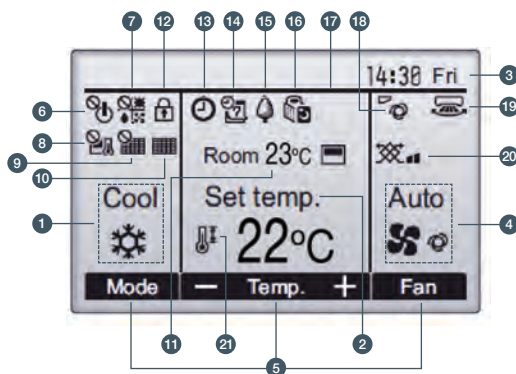 7 12 13 14 15 16 17 18
14:30 Fri 3
6 19
8 Room 23°C 20
9
10
Cool Set temp. Auto
1 4
22°C
Mode — Temp. + Fan
11 21 2
5